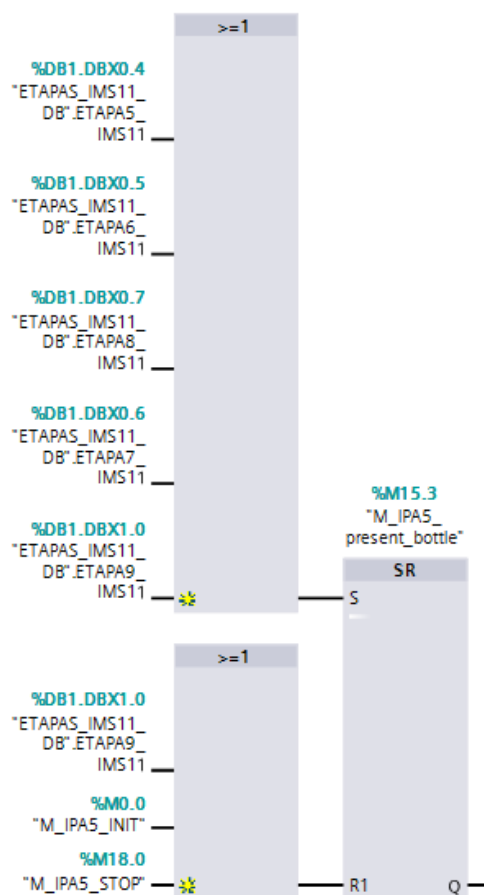 >=1
%DB1.DBX0.4
"ETAPAS_IMS11_
DB".ETAPA5_
IMS11
%DB1.DBX0.5
"ETAPAS_IMS11_
DB".ETAPA6_
IMS11
%DB1.DBX0.7
"ETAPAS_IMS11_
DB".ETAPA8_
IMS11
%DB1.DBX0.6
"ETAPAS_IMS11_
DB".ETAPA7_
IMS11
%DB1.DBX1.0
"ETAPAS_IMS11_
DB".ETAPA9_
IMS11
%M15.3
"M_IPA5_
present_bottle"
SR
S
>=1
%DB1.DBX1.0
"ETAPAS_IMS11_
DB".ETAPA9_
IMS11
%M0.0
"M_IPA5_INIT"
%M18.0
"M_IPA5_STOP"
R1
Q